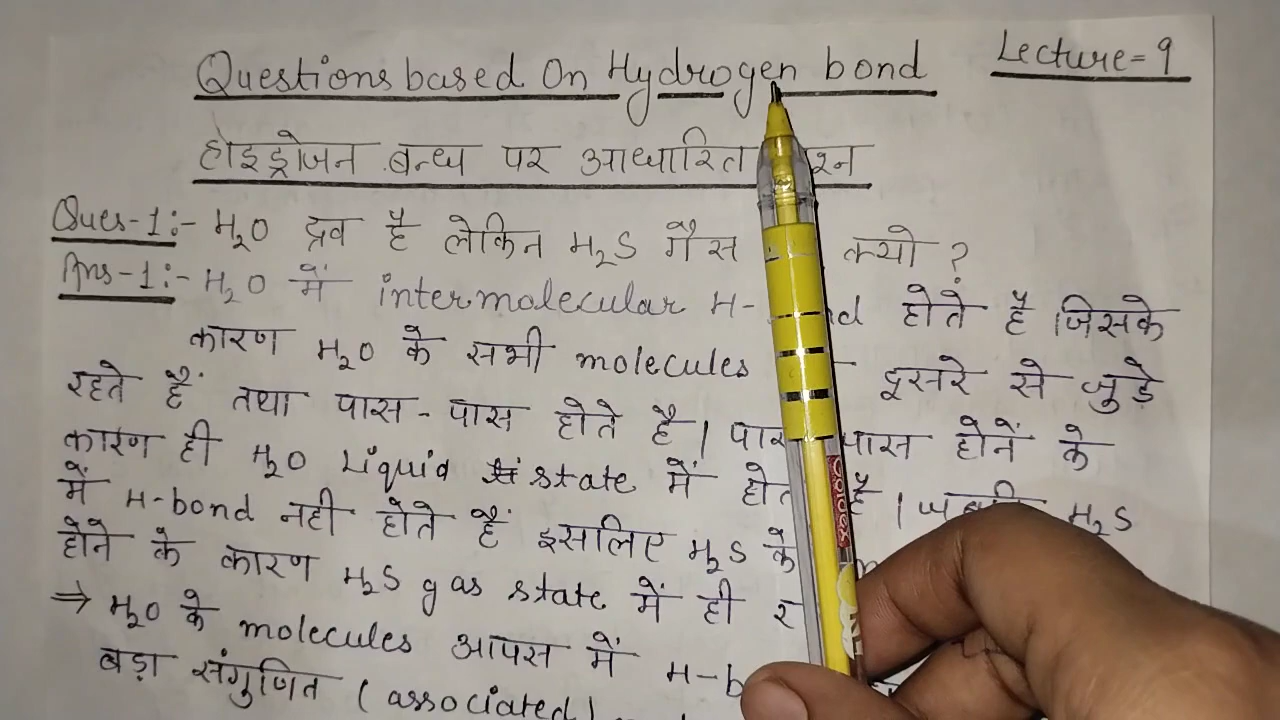 Questions based On Hydrogen bond Lecture=9
होइड्रोजन बन्ध पर आधारित
Ques-1:- H₂O द्रव है लेकिन H₂S गैस क्यो ?
Ans-1:- H₂O में intermolecular H- होते है जिसके
कारण H₂O के सभी molecules दूसरे से जुड़े
रहते हैं तथा पास-पास होते है। पास होनें के
कारण ही H₂O Liquid state में है। H₂S
में H-bond नही होते हैं इसलिए H₂S के
होने के कारण H₂S gas state में ही
⇒ H₂O के molecules आपस में H-b
बड़ा संगुणित (associated)